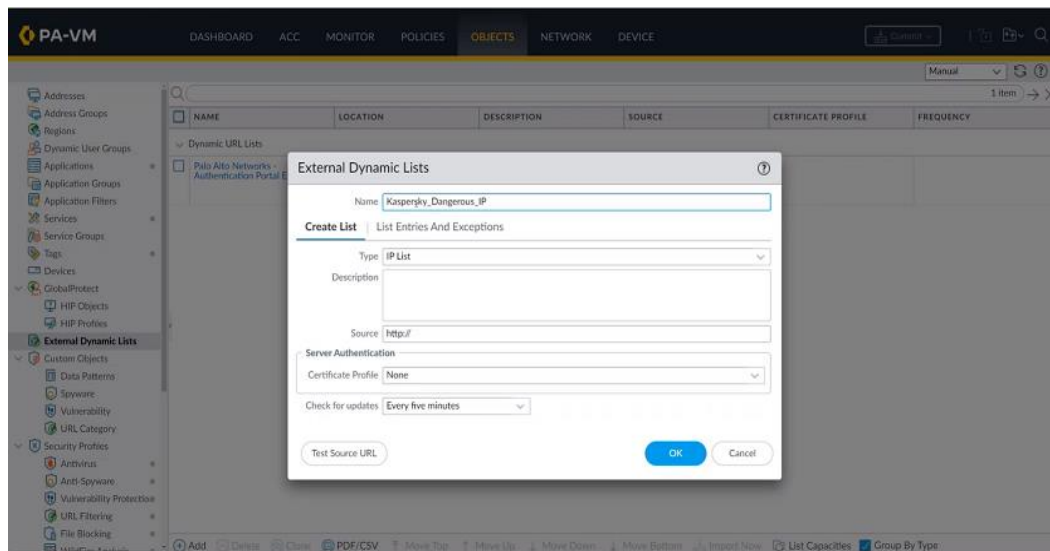 PA-VM
DASHBOARD ACC MONITOR POLICIES OBJECTS NETWORK DEVICE Commit
Manual
1 item
Addresses
Address Groups
Regions
Dynamic User Groups
Applications
Application Groups
Application Filters
Services
Service Groups
Tags
Devices
GlobalProtect
HIP Objects
HIP Profiles
External Dynamic Lists
Custom Objects
Data Patterns
Spyware
Vulnerability
URL Category
Security Profiles
Antivirus
Anti-Spyware
Vulnerability Protection
URL Filtering
File Blocking
NAME LOCATION DESCRIPTION SOURCE CERTIFICATE PROFILE FREQUENCY
Dynamic URL Lists
Palo Alto Networks -
Authentication Portal E
External Dynamic Lists
Name Kaspersky_Dangerous_IP
Create List List Entries And Exceptions
Type IP List
Description
Source http://
Server Authentication
Certificate Profile None
Check for updates Every five minutes
Test Source URL OK Cancel
Add Delete Clone PDF/CSV Move Top Move Up Move Down Move Bottom Import Now List Capacities Group By Type